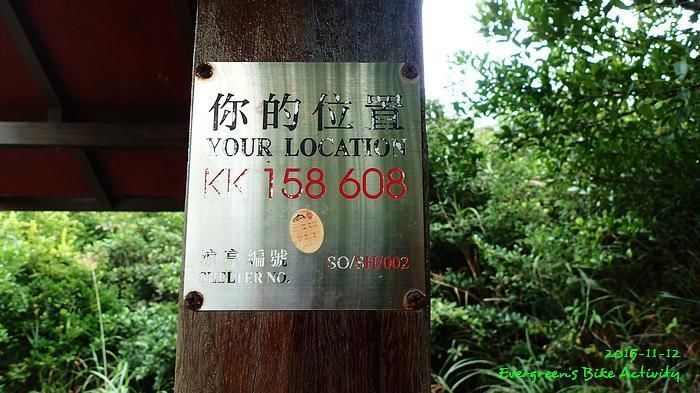 你的位置
YOUR LOCATION
KK 158 608
涼亭編號 SO/SH/002
SHELTER NO.
2015-11-12
Evergreen's Bike Activity